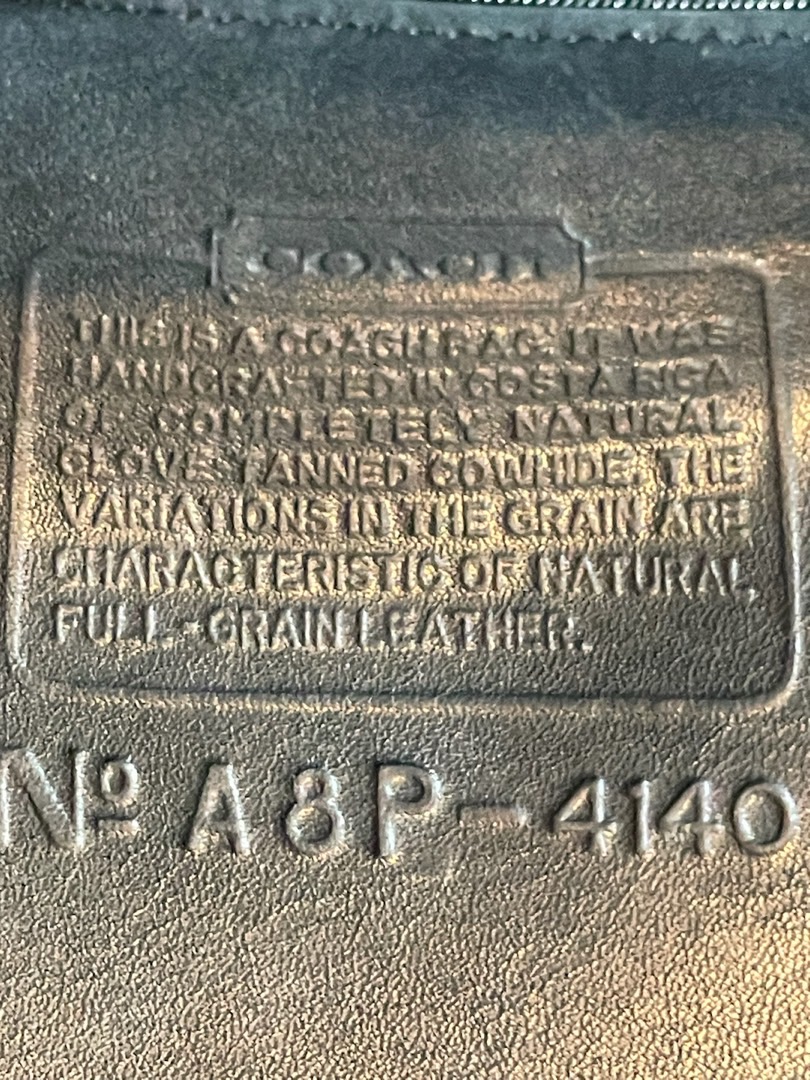 COACH
THIS IS A COACH BAG. IT WAS
HANDCRAFTED IN COSTA RICA
OF COMPLETELY NATURAL
GLOVE TANNED COWHIDE. THE
VARIATIONS IN THE GRAIN ARE
CHARACTERISTIC OF NATURAL
FULL-GRAIN LEATHER.
Nº A8P-4140